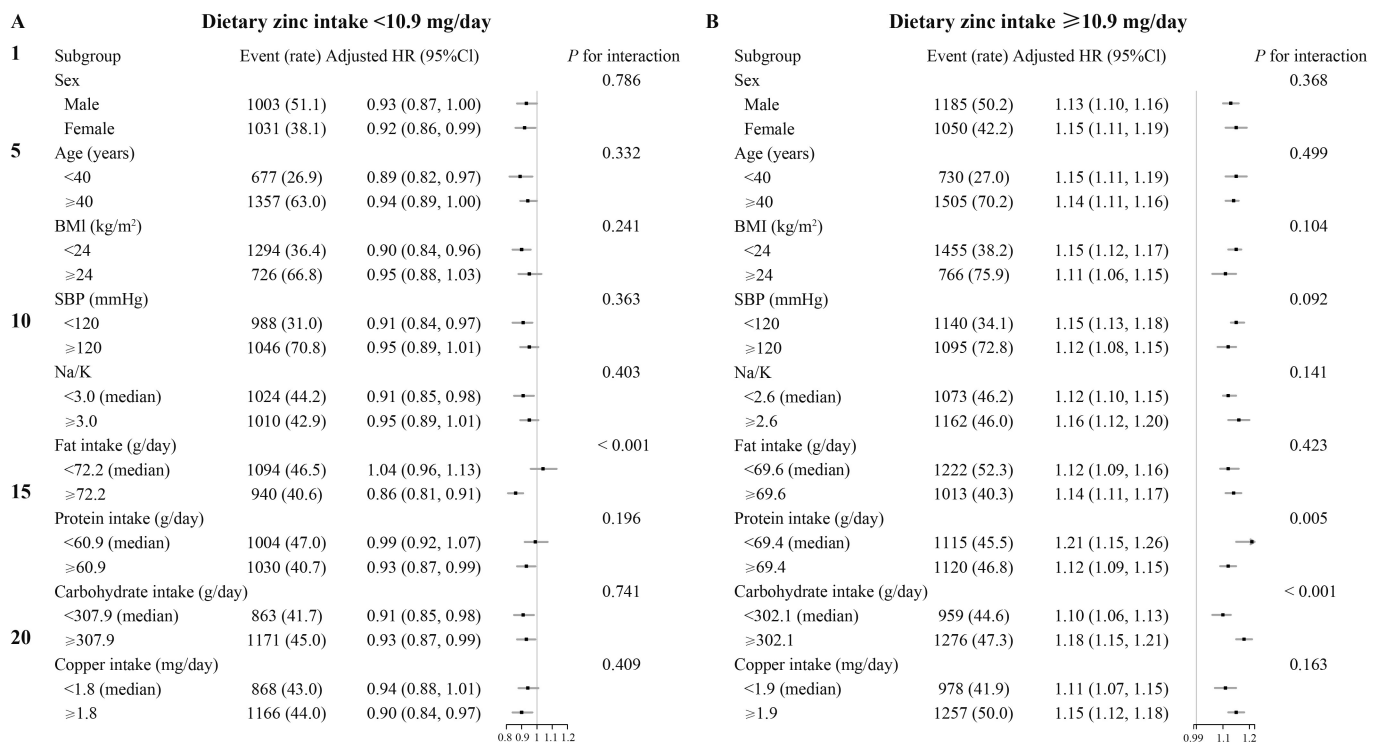 A Dietary zinc intake <10.9 mg/day
1 Subgroup Event (rate) Adjusted HR (95%Cl) P for interaction
Sex 0.786
Male 1003 (51.1) 0.93 (0.87, 1.00)
Female 1031 (38.1) 0.92 (0.86, 0.99)
5 Age (years) 0.332
<40 677 (26.9) 0.89 (0.82, 0.97)
≥40 1357 (63.0) 0.94 (0.89, 1.00)
BMl (kg/m²) 0.241
<24 1294 (36.4) 0.90 (0.84, 0.96)
≥24 726 (66.8) 0.95 (0.88, 1.03)
SBP (mmHg) 0.363
10 <120 988 (31.0) 0.91 (0.84, 0.97)
≥120 1046 (70.8) 0.95 (0.89, 1.01)
Na/K 0.403
<3.0 (median) 1024 (44.2) 0.91 (0.85, 0.98)
≥3.0 1010 (42.9) 0.95 (0.89, 1.01)
Fat intake (g/day) < 0.001
<72.2 (median) 1094 (46.5) 1.04 (0.96, 1.13)
15 ≥72.2 940 (40.6) 0.86 (0.81, 0.91)
Protein intake (g/day) 0.196
<60.9 (median) 1004 (47.0) 0.99 (0.92, 1.07)
≥60.9 1030 (40.7) 0.93 (0.87, 0.99)
Carbohydrate intake (g/day) 0.741
<307.9 (median) 863 (41.7) 0.91 (0.85, 0.98)
20 ≥307.9 1171 (45.0) 0.93 (0.87, 0.99)
Copper intake (mg/day) 0.409
<1.8 (median) 868 (43.0) 0.94 (0.88, 1.01)
≥1.8 1166 (44.0) 0.90 (0.84, 0.97)
0.8 0.9 1 1.1 1.2
B Dietary zinc intake ≥10.9 mg/day
Subgroup Event (rate) Adjusted HR (95%Cl) P for interaction
Sex 0.368
Male 1185 (50.2) 1.13 (1.10, 1.16)
Female 1050 (42.2) 1.15 (1.11, 1.19)
Age (years) 0.499
<40 730 (27.0) 1.15 (1.11, 1.19)
≥40 1505 (70.2) 1.14 (1.11, 1.16)
BMI (kg/m²) 0.104
<24 1455 (38.2) 1.15 (1.12, 1.17)
≥24 766 (75.9) 1.11 (1.06, 1.15)
SBP (mmHg) 0.092
<120 1140 (34.1) 1.15 (1.13, 1.18)
≥120 1095 (72.8) 1.12 (1.08, 1.15)
Na/K 0.141
<2.6 (median) 1073 (46.2) 1.12 (1.10, 1.15)
≥2.6 1162 (46.0) 1.16 (1.12, 1.20)
Fat intake (g/day) 0.423
<69.6 (median) 1222 (52.3) 1.12 (1.09, 1.16)
≥69.6 1013 (40.3) 1.14 (1.11, 1.17)
Protein intake (g/day) 0.005
<69.4 (median) 1115 (45.5) 1.21 (1.15, 1.26)
≥69.4 1120 (46.8) 1.12 (1.09, 1.15)
Carbohydrate intake (g/day) < 0.001
<302.1 (median) 959 (44.6) 1.10 (1.06, 1.13)
≥302.1 1276 (47.3) 1.18 (1.15, 1.21)
Copper intake (mg/day) 0.163
<1.9 (median) 978 (41.9) 1.11 (1.07, 1.15)
≥1.9 1257 (50.0) 1.15 (1.12, 1.18)
0.99 1.1 1.2